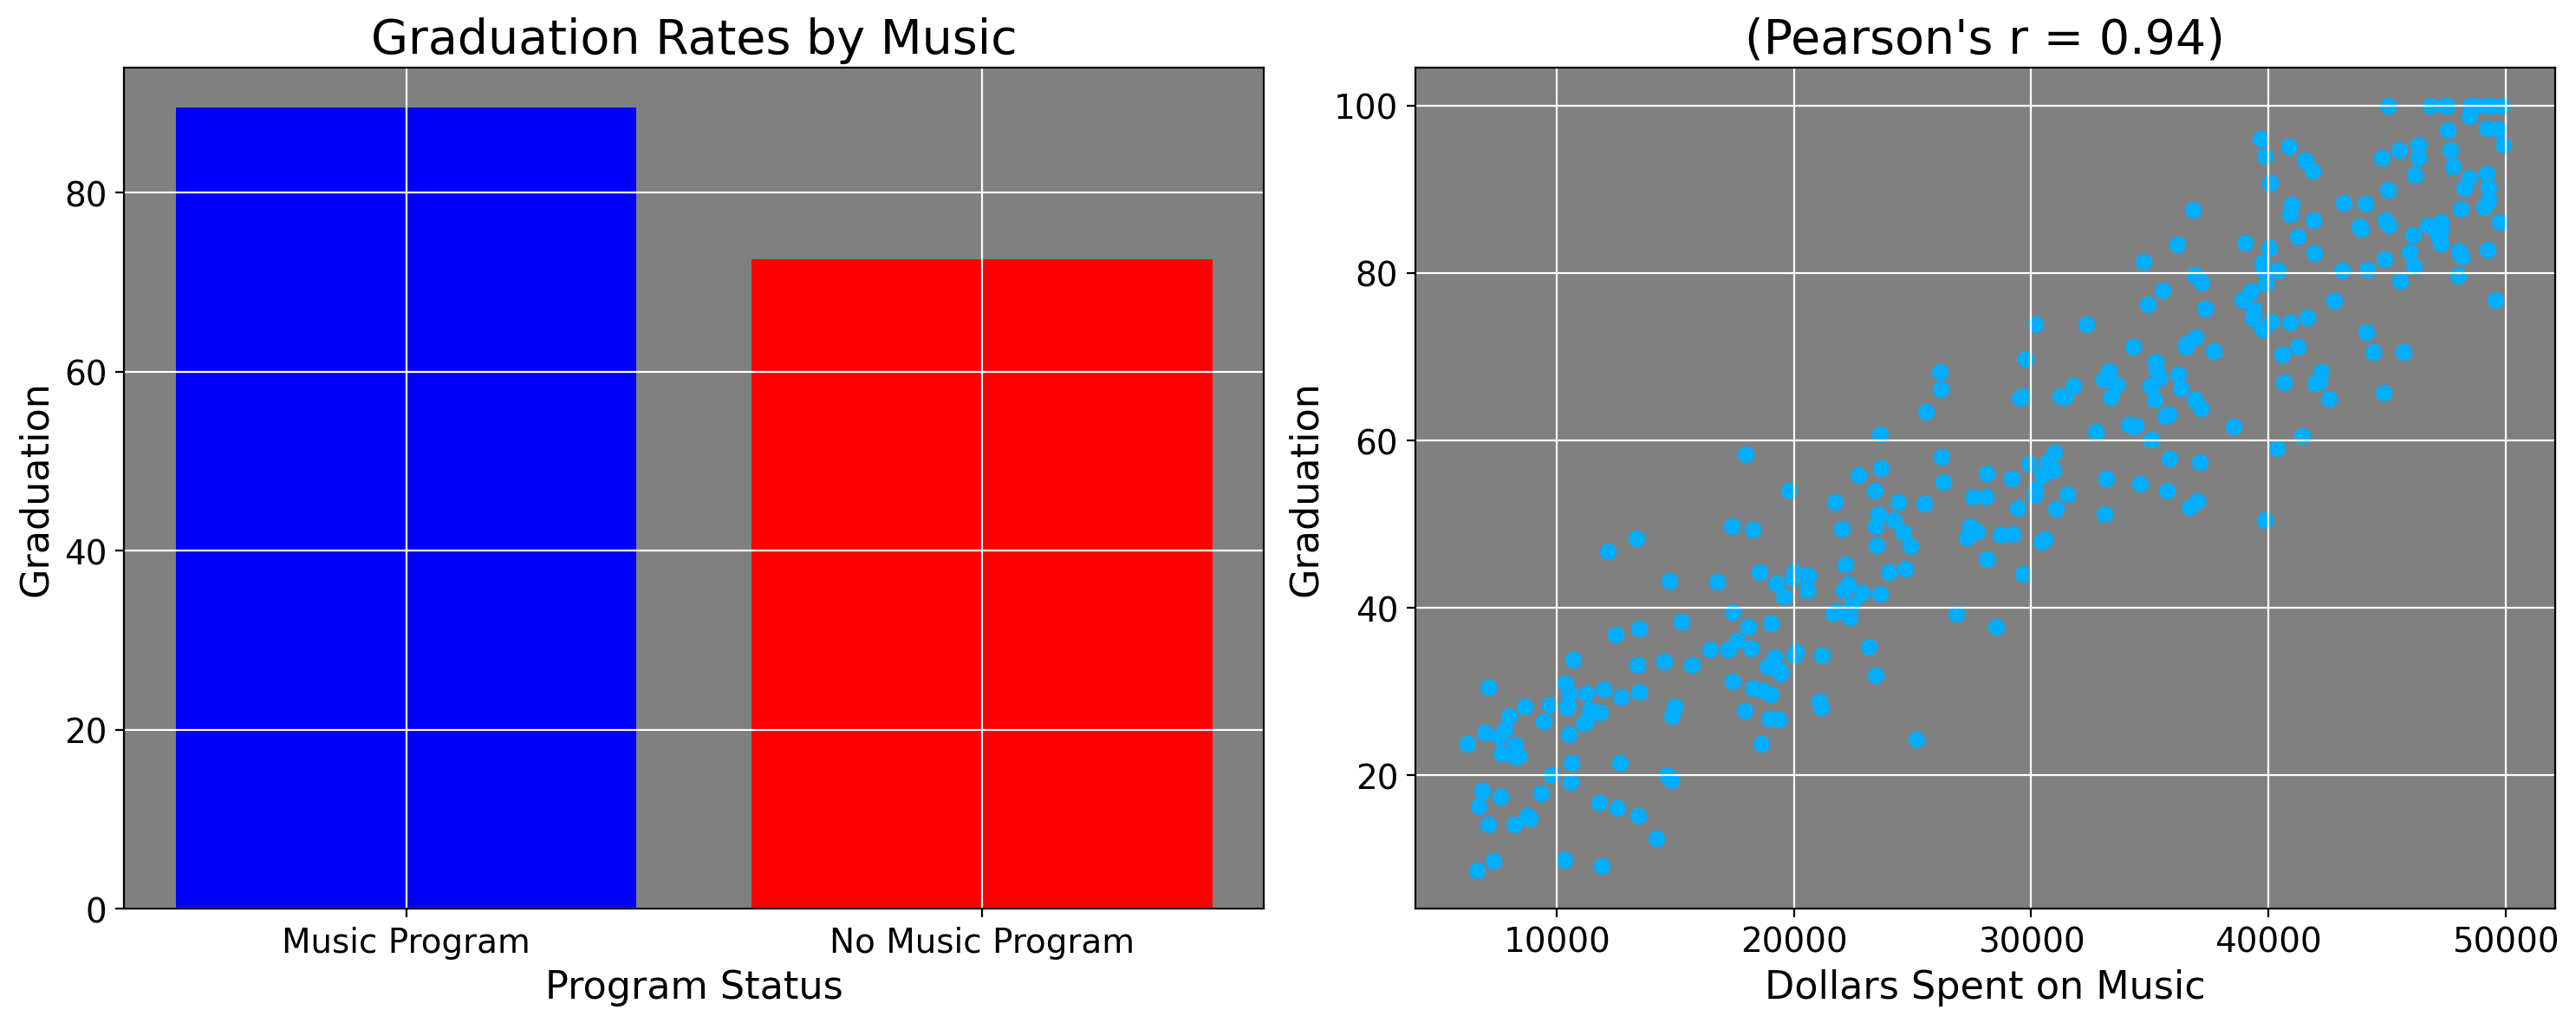 Graduation Rates by Music
Graduation
80
60
40
20
0
Music Program
No Music Program
Program Status
(Pearson's r = 0.94)
Graduation
100
80
60
40
20
10000
20000
30000
40000
50000
Dollars Spent on Music